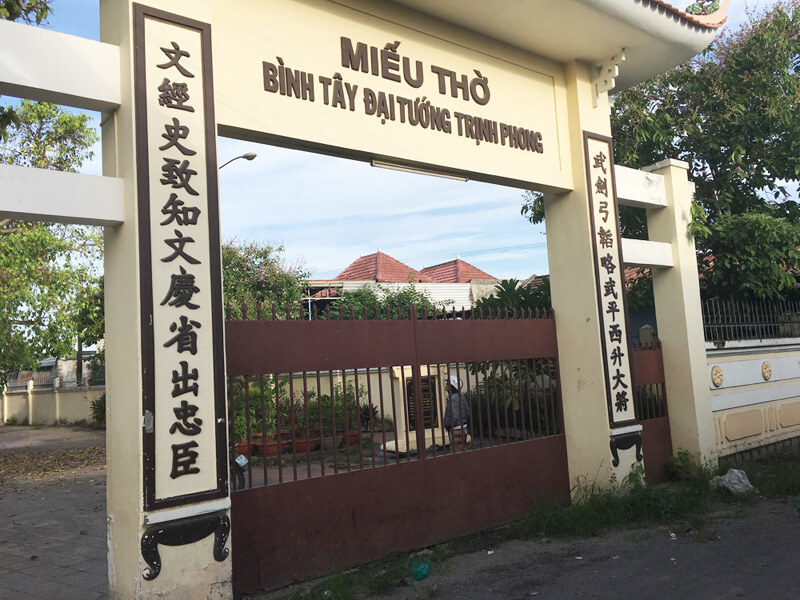 MIẾU THỜ
BÌNH TÂY ĐẠI TƯỚNG TRỊNH PHONG
文經史致知文慶省出忠臣
武劍弓韜略武平西升大將